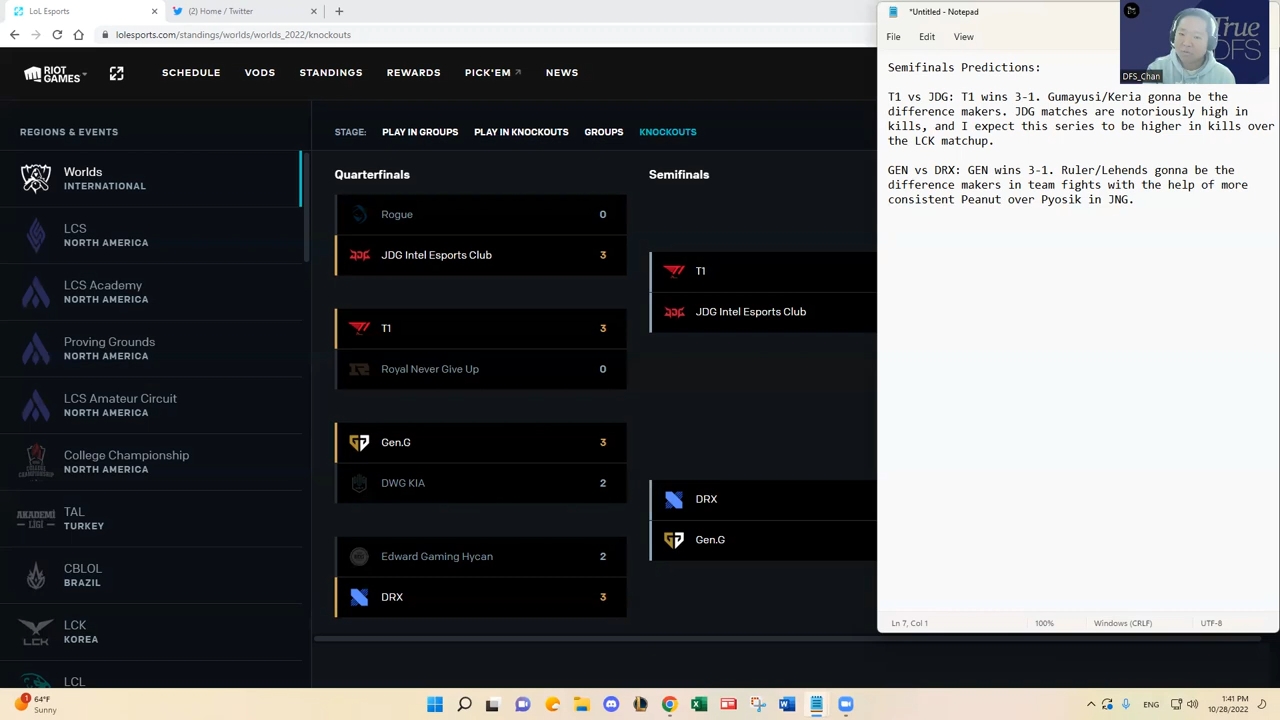 LoL Esports
(2) Home / Twitter
lolesports.com/standings/worlds/worlds_2022/knockouts
RIOT GAMES
SCHEDULE
VODS
STANDINGS
REWARDS
PICK'EM
NEWS
REGIONS & EVENTS
Worlds
INTERNATIONAL
LCS
NORTH AMERICA
LCS Academy
NORTH AMERICA
Proving Grounds
NORTH AMERICA
LCS Amateur Circuit
NORTH AMERICA
College Championship
NORTH AMERICA
AKADEMİ LİGİ
TAL
TURKEY
CBLOL
BRAZIL
LCK
LCK
KOREA
LCL
STAGE:
PLAY IN GROUPS
PLAY IN KNOCKOUTS
GROUPS
KNOCKOUTS
Quarterfinals
Rogue 0
JDG Intel Esports Club 3
T1 3
Royal Never Give Up 0
Gen.G 3
DWG KIA 2
Edward Gaming Hycan 2
DRX 3
Semifinals
T1
JDG Intel Esports Club
DRX
Gen.G
*Untitled - Notepad
File Edit View
Semifinals Predictions:
T1 vs JDG: T1 wins 3-1. Gumayusi/Keria gonna be the
difference makers. JDG matches are notoriously high in
kills, and I expect this series to be higher in kills over
the LCK matchup.
GEN vs DRX: GEN wins 3-1. Ruler/Lehends gonna be the
difference makers in team fights with the help of more
consistent Peanut over Pyosik in JNG.
Ln 7, Col 1
100%
Windows (CRLF)
UTF-8
True
DFS
DFS_Chan
1
64°F
Sunny
ENG
1:41 PM
10/28/2022